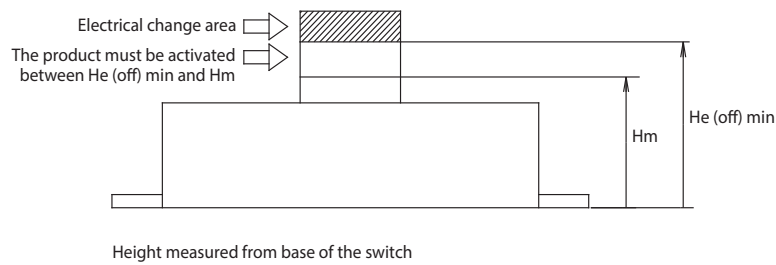 Electrical change area
The product must be activated
between He (off) min and Hm
He (off) min
Hm
Height measured from base of the switch